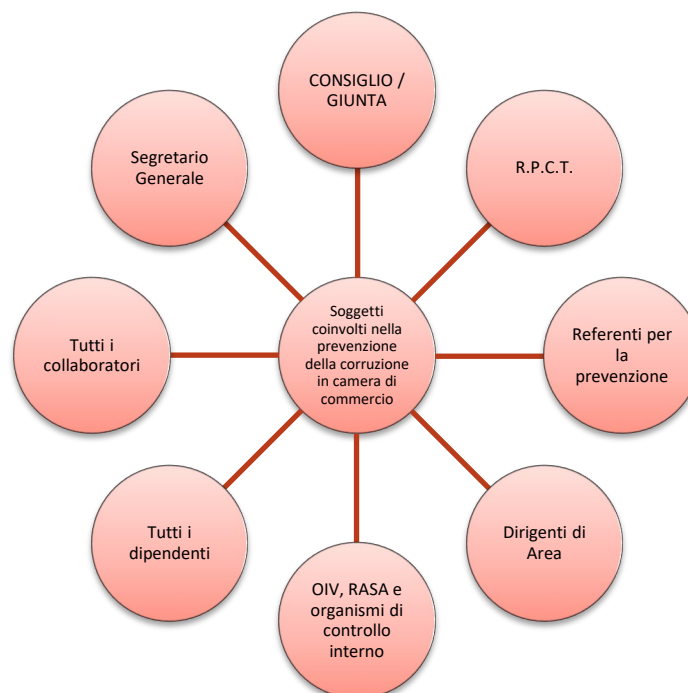 CONSIGLIO /
GIUNTA
R.P.C.T.
Referenti per
la
prevenzione
Dirigenti di
Area
OIV, RASA e
organismi di
controllo
interno
Tutti i
dipendenti
Tutti i
collaboratori
Segretario
Generale
Soggetti
coinvolti nella
prevenzione
della corruzione
in camera di
commercio